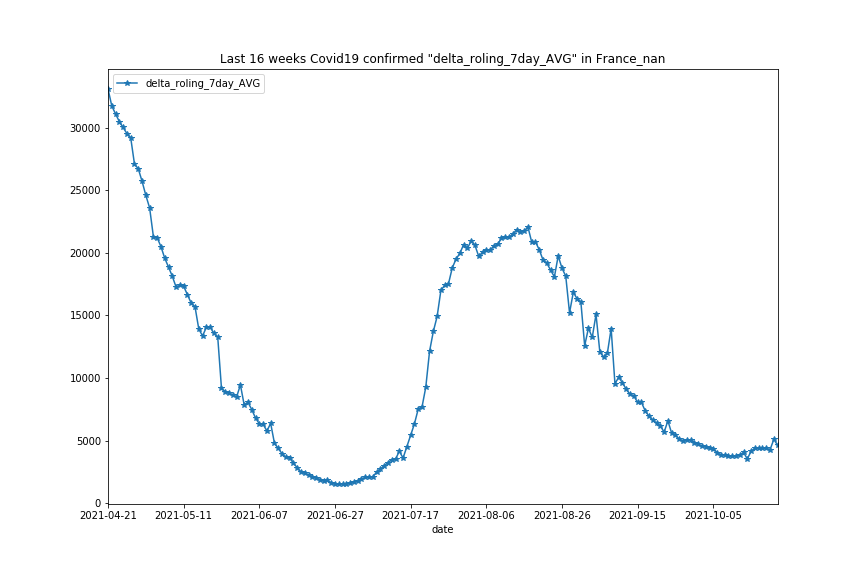 Last 16 weeks Covid19 confirmed "delta_roling_7day_AVG" in France_nan
delta_roling_7day_AVG
30000
25000
20000
15000
10000
5000
0
2021-04-21 2021-05-11 2021-06-07 2021-06-27 2021-07-17 2021-08-06 2021-08-26 2021-09-15 2021-10-05
date